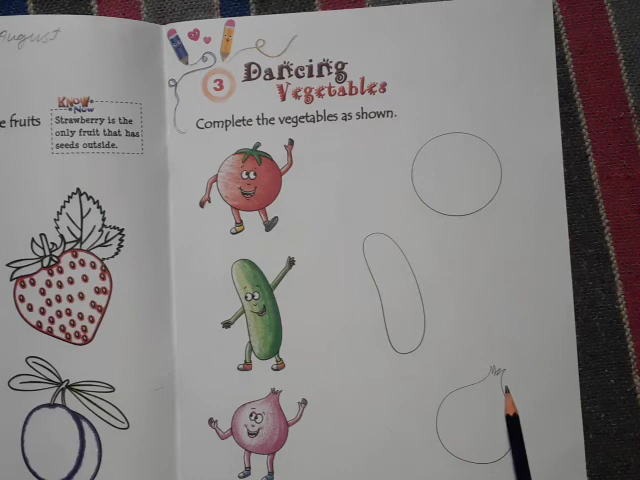 August
e fruits
KNOW
NOW
Strawberry is the
only fruit that has
seeds outside.
3
Dancing
Vegetables
Complete the vegetables as shown.